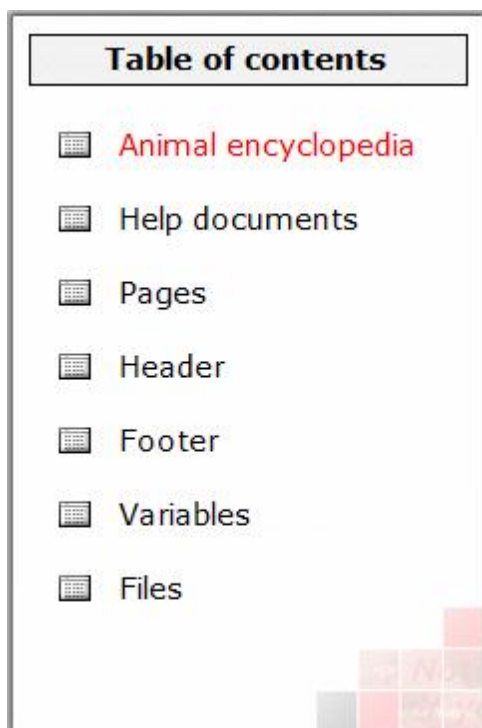 Table of contents
Animal encyclopedia
Help documents
Pages
Header
Footer
Variables
Files